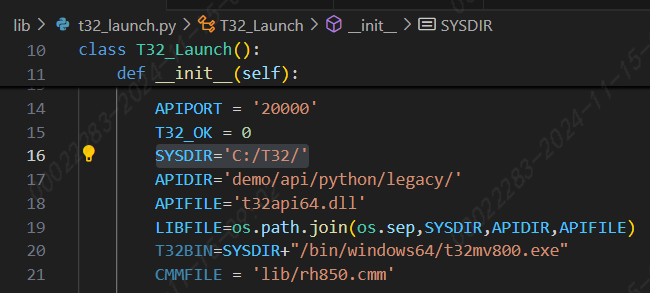 lib > t32_launch.py > T32_Launch > __init__ > SYSDIR
10 class T32_Launch():
11 def __init__(self):
14 APIPORT = '20000'
15 T32_OK = 0
16 SYSDIR='C:/T32/'
17 APIDIR='demo/api/python/legacy/'
18 APIFILE='t32api64.dll'
19 LIBFILE=os.path.join(os.sep,SYSDIR,APIDIR,APIFILE)
20 T32BIN=SYSDIR+"/bin/windows64/t32mv800.exe"
21 CMMFILE = 'lib/rh850.cmm'